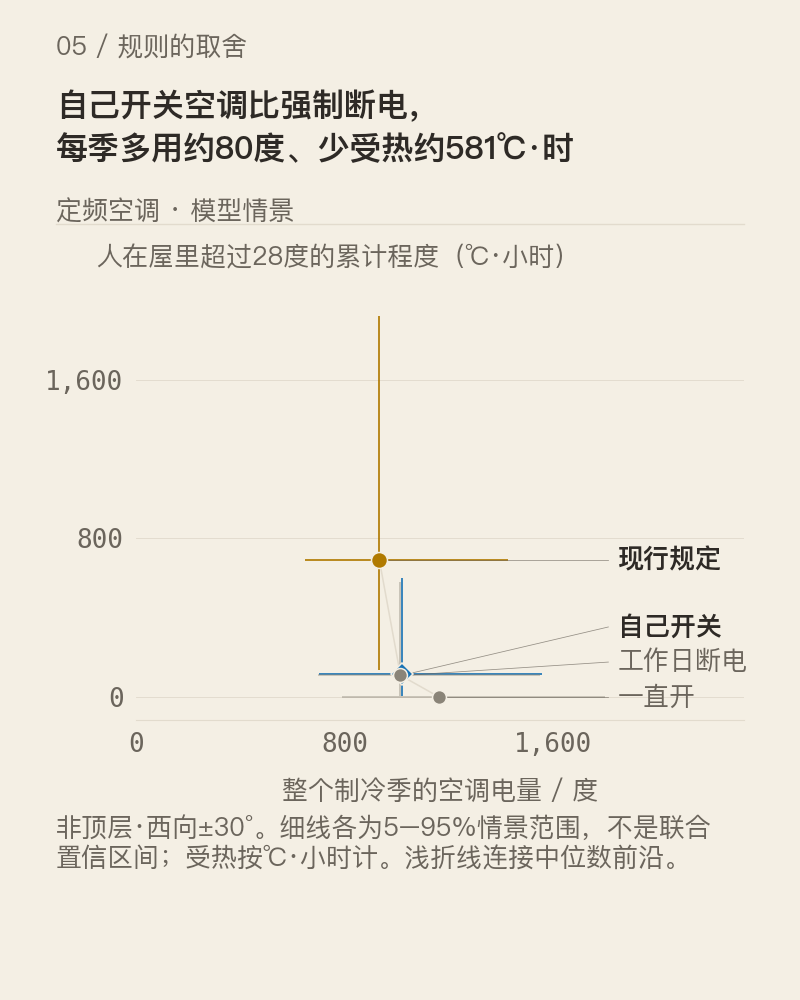 05 / 规则的取舍
自己开关空调比强制断电，
每季多用约80度、少受热约581℃·时
定频空调 · 模型情景
人在屋里超过28度的累计程度（℃·小时）
1,600
800
现行规定
自己开关
工作日断电
0
一直开
0 800 1,600
整个制冷季的空调电量 / 度
非顶层·西向±30°。细线各为5—95%情景范围，不是联合
置信区间；受热按℃·小时计。浅折线连接中位数前沿。